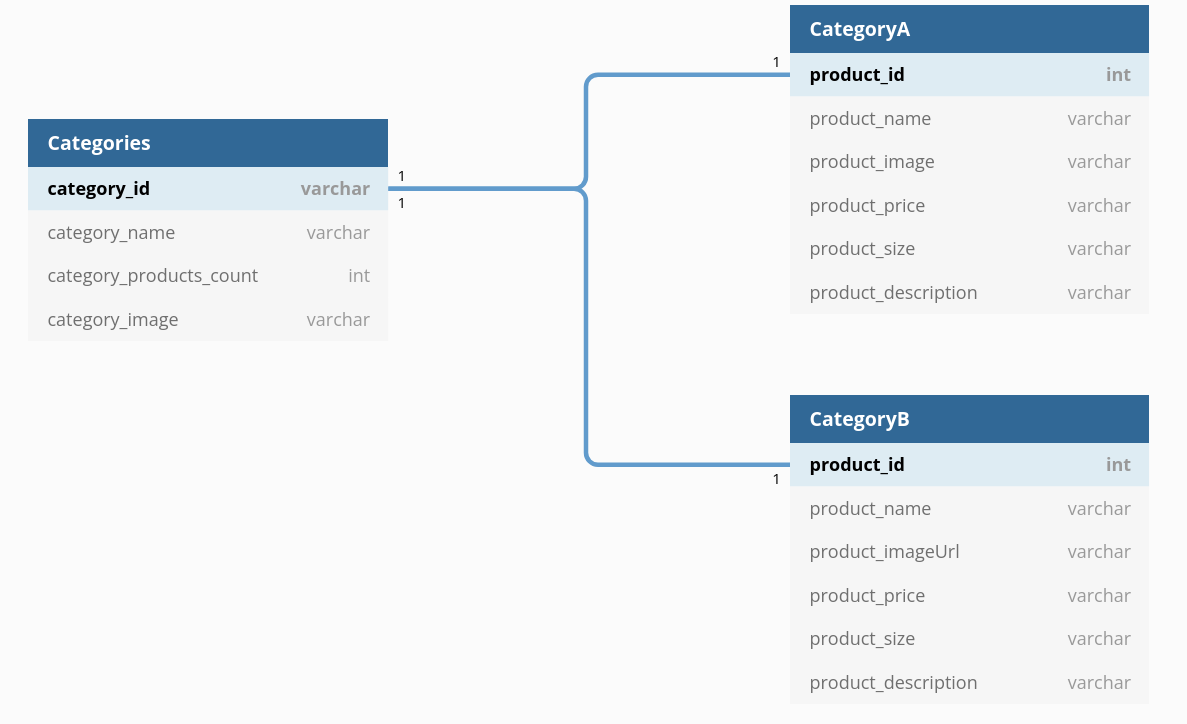 Categories
category_id varchar
category_name varchar
category_products_count int
category_image varchar
1
1
1
CategoryA
product_id int
product_name varchar
product_image varchar
product_price varchar
product_size varchar
product_description varchar
1
CategoryB
product_id int
product_name varchar
product_imageUrl varchar
product_price varchar
product_size varchar
product_description varchar